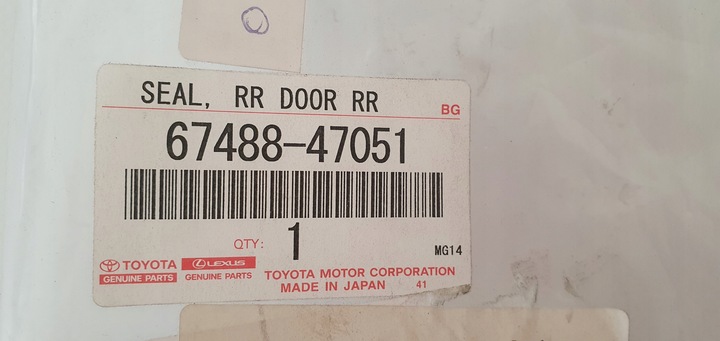 SEAL, RR DOOR RR
BG
67488-47051
QTY: 1
MG14
TOYOTA LEXUS
GENUINE PARTS GENUINE PARTS
TOYOTA MOTOR CORPORATION
MADE IN JAPAN 41